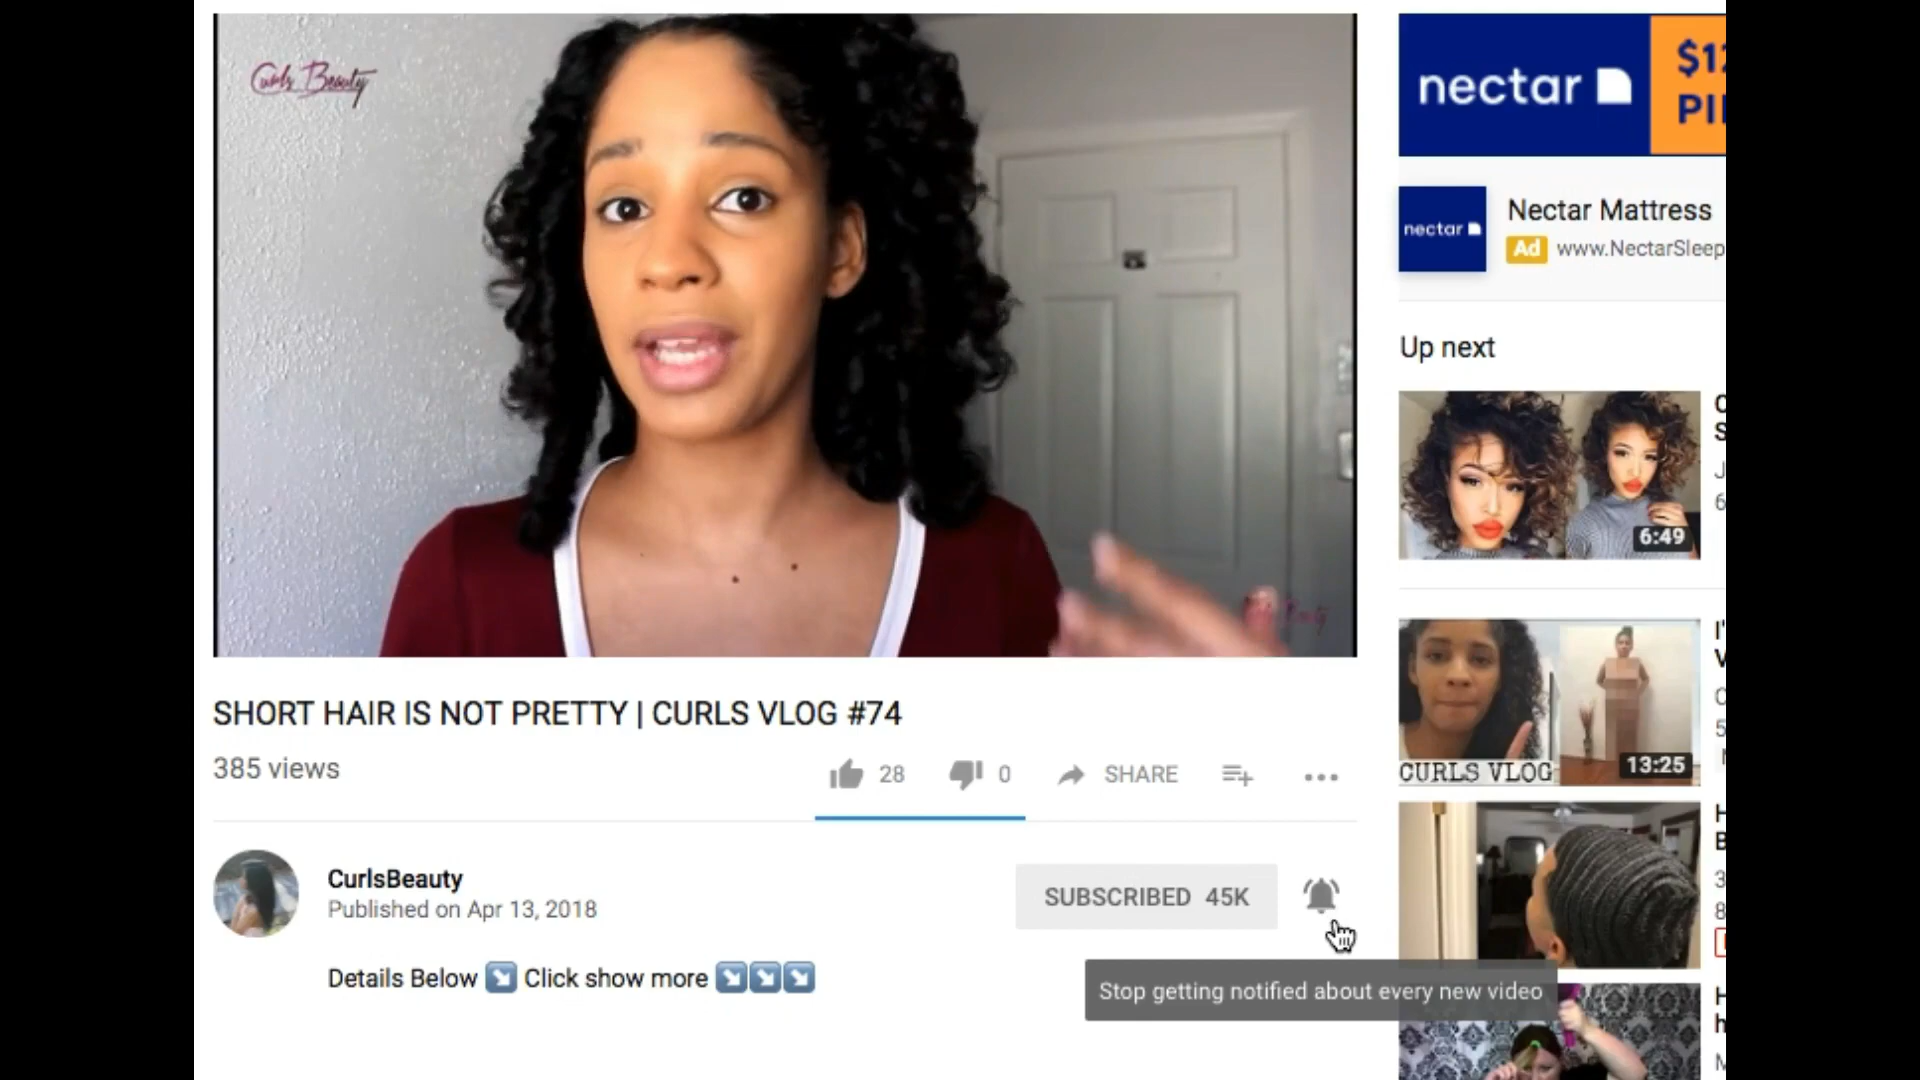 Curls Beauty
nectar
$1
PI
nectar
Nectar Mattress
Ad www.NectarSleep
Up next
6:49
CURLS VLOG
13:25
SHORT HAIR IS NOT PRETTY | CURLS VLOG #74
385 views
28
0
SHARE
CurlsBeauty
Published on Apr 13, 2018
SUBSCRIBED 45K
Details Below Click show more
Stop getting notified about every new video